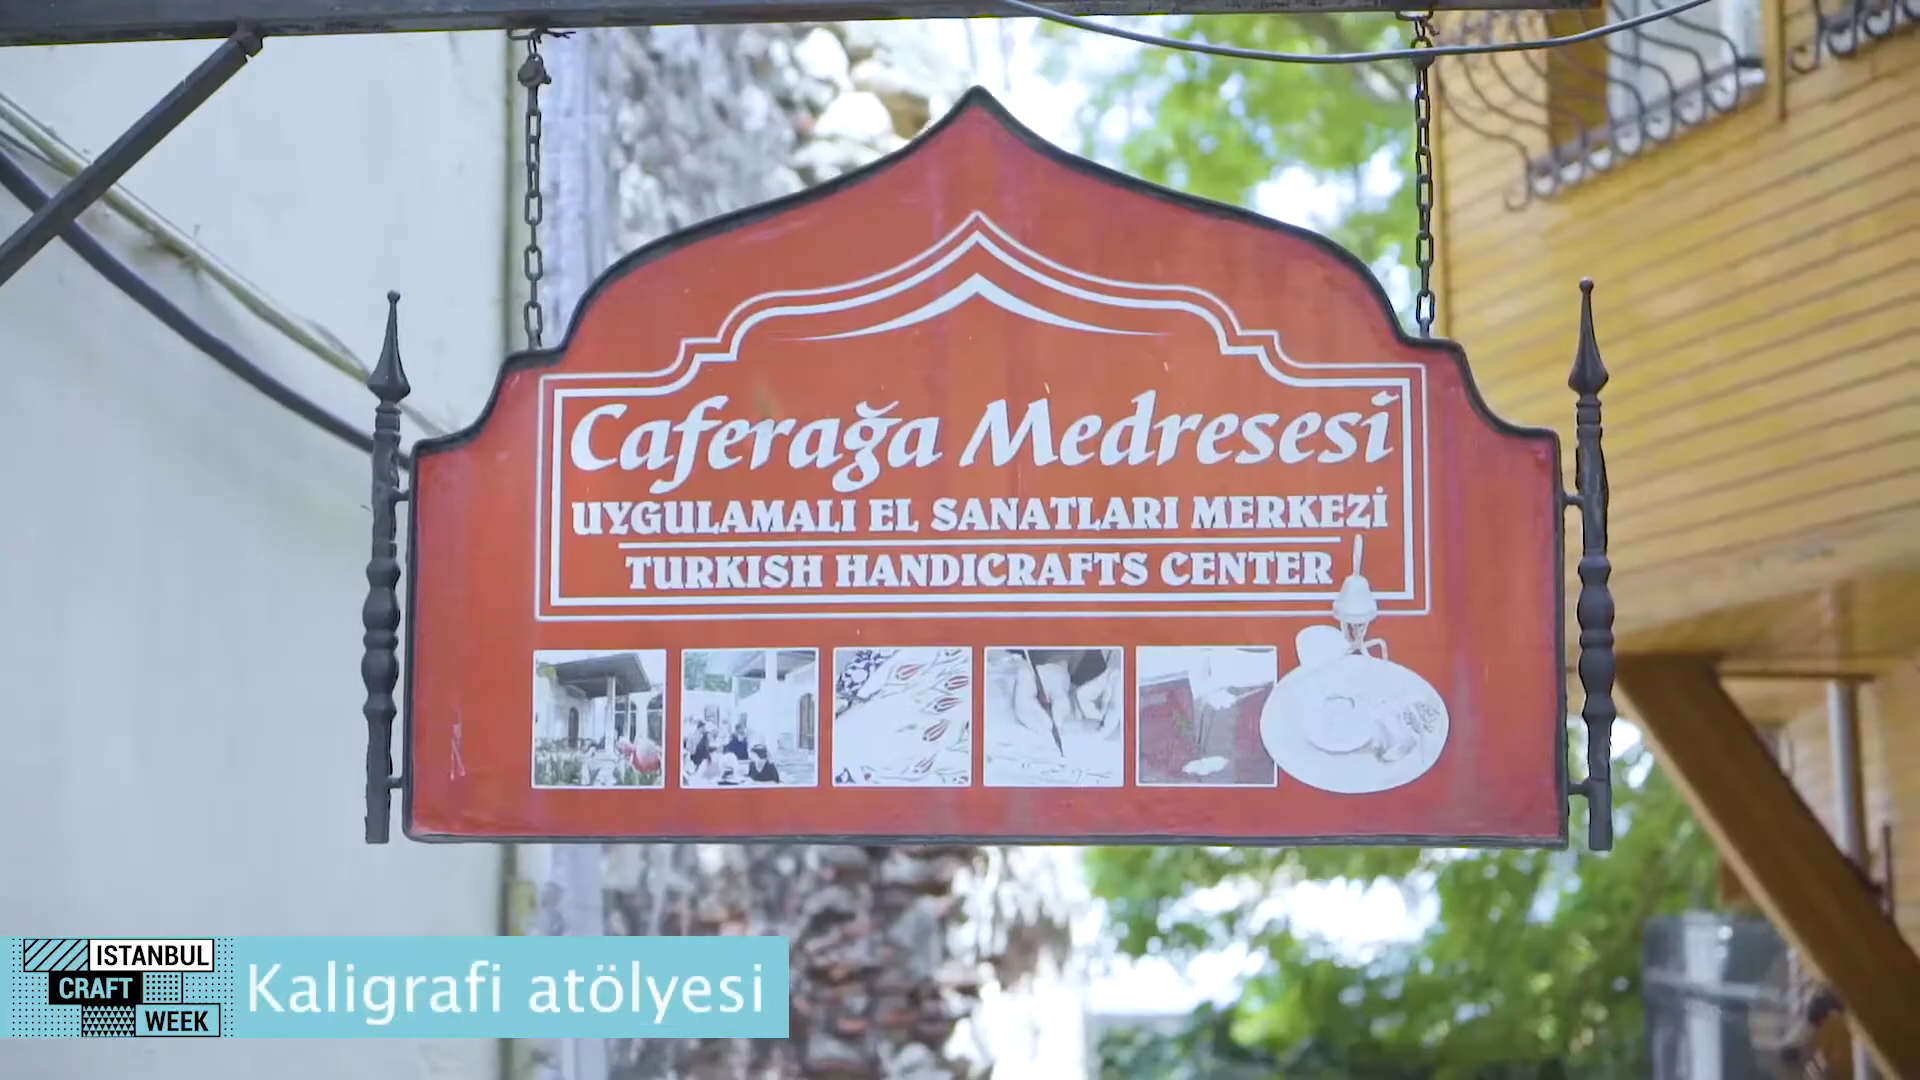 Caferağa Medresesi
UYGULAMALI EL SANATLARI MERKEZİ
TURKISH HANDICRAFTS CENTER
ISTANBUL
CRAFT
WEEK
Kaligrafi atölyesi